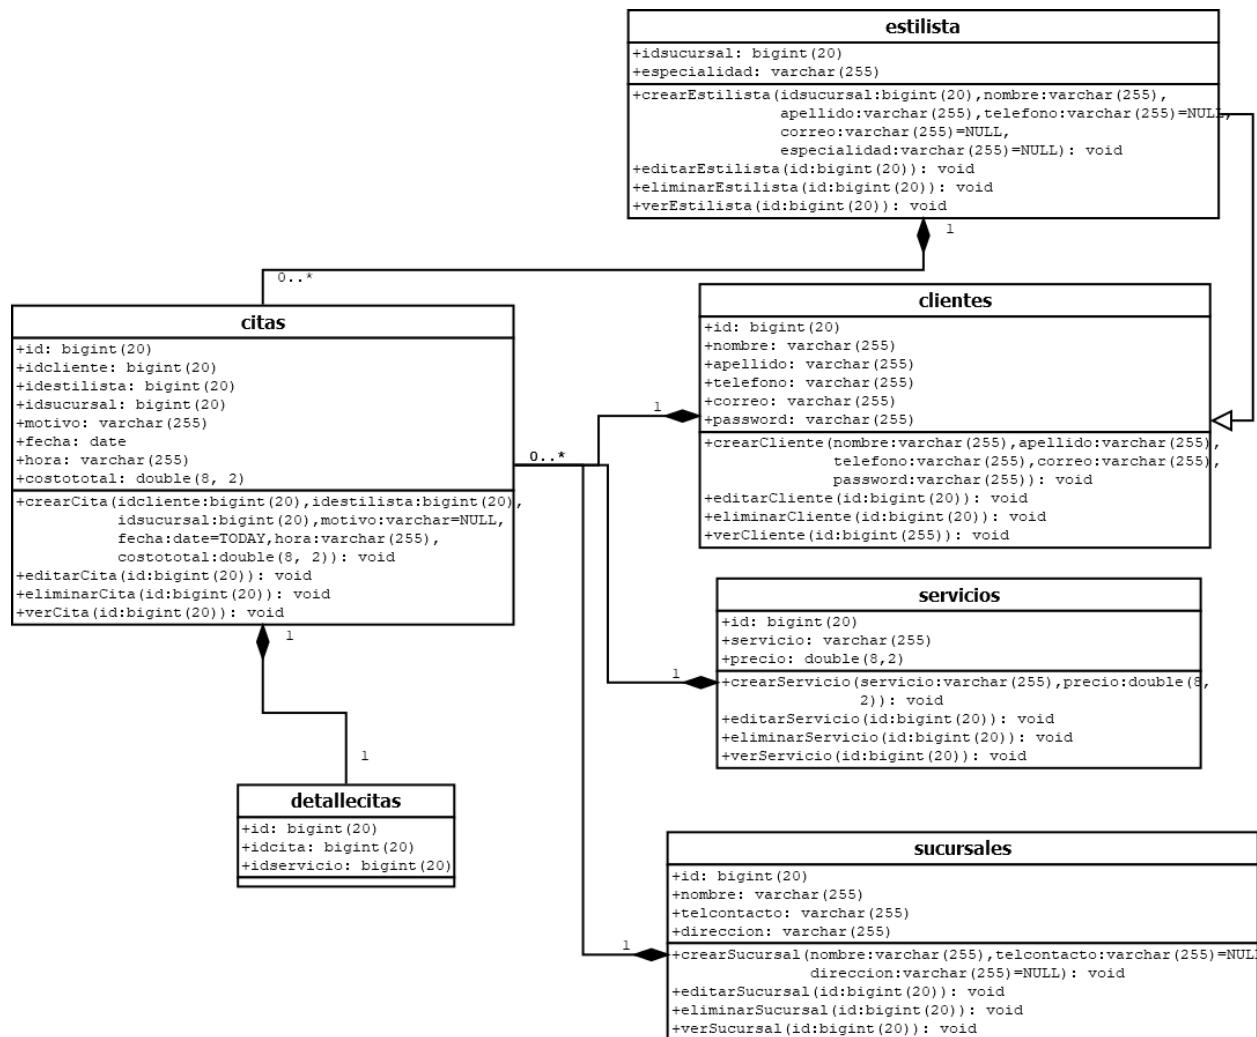 estilista
+idsucursal: bigint(20)
+especialidad: varchar(255)
+crearEstilista(idsucursal:bigint(20),nombre:varchar(255),
apellido:varchar(255),telefono:varchar(255)=NULL,
correo:varchar(255)=NULL,
especialidad:varchar(255)=NULL): void
+editarEstilista(id:bigint(20)): void
+eliminarEstilista(id:bigint(20)): void
+verEstilista(id:bigint(20)): void
1
0..*
citas
+id: bigint(20)
+idcliente: bigint(20)
+idestilista: bigint(20)
+idsucursal: bigint(20)
+motivo: varchar(255)
+fecha: date
+hora: varchar(255)
+costototal: double(8, 2)
+crearCita(idcliente:bigint(20),idestilista:bigint(20),
idsucursal:bigint(20),motivo:varchar=NULL,
fecha:date=TODAY,hora:varchar(255),
costototal:double(8, 2)): void
+editarCita(id:bigint(20)): void
+eliminarCita(id:bigint(20)): void
+verCita(id:bigint(20)): void
0..*
1
clientes
+id: bigint(20)
+nombre: varchar(255)
+apellido: varchar(255)
+telefono: varchar(255)
+correo: varchar(255)
+password: varchar(255)
+crearCliente(nombre:varchar(255),apellido:varchar(255),
telefono:varchar(255),correo:varchar(255),
password:varchar(255)): void
+editarCliente(id:bigint(20)): void
+eliminarCliente(id:bigint(20)): void
+verCliente(id:bigint(255)): void
1
servicios
+id: bigint(20)
+servicio: varchar(255)
+precio: double(8,2)
+crearServicio(servicio:varchar(255),precio:double(8,
2)): void
+editarServicio(id:bigint(20)): void
+eliminarServicio(id:bigint(20)): void
+verServicio(id:bigint(20)): void
1
1
detallecitas
+id: bigint(20)
+idcita: bigint(20)
+idservicio: bigint(20)
1
sucursales
+id: bigint(20)
+nombre: varchar(255)
+telcontacto: varchar(255)
+direccion: varchar(255)
+crearSucursal(nombre:varchar(255),telcontacto:varchar(255)=NULL
direccion:varchar(255)=NULL): void
+editarSucursal(id:bigint(20)): void
+eliminarSucursal(id:bigint(20)): void
+verSucursal(id:bigint(20)): void